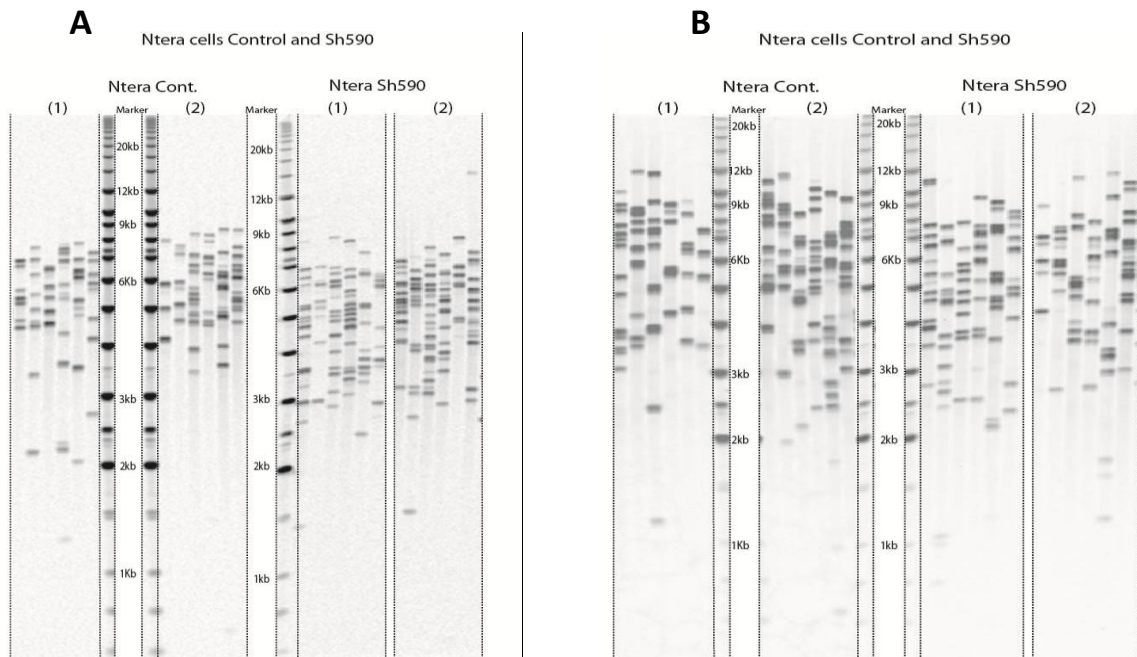 A
Ntera cells Control and Sh590
Ntera Cont.
Ntera Sh590
(1)
Marker
(2)
Marker
(1)
(2)
20kb
12kb
9kb
6Kb
3kb
2kb
1Kb
20kb
12kb
9kb
6Kb
3kb
2kb
1kb
B
Ntera cells Control and Sh590
Ntera Cont.
Ntera Sh590
(1)
Marker
(2)
Marker
(1)
(2)
20kb
12kb
9kb
6Kb
3kb
2kb
1Kb
20kb
12kb
9kb
6Kb
3kb
2kb
1kb